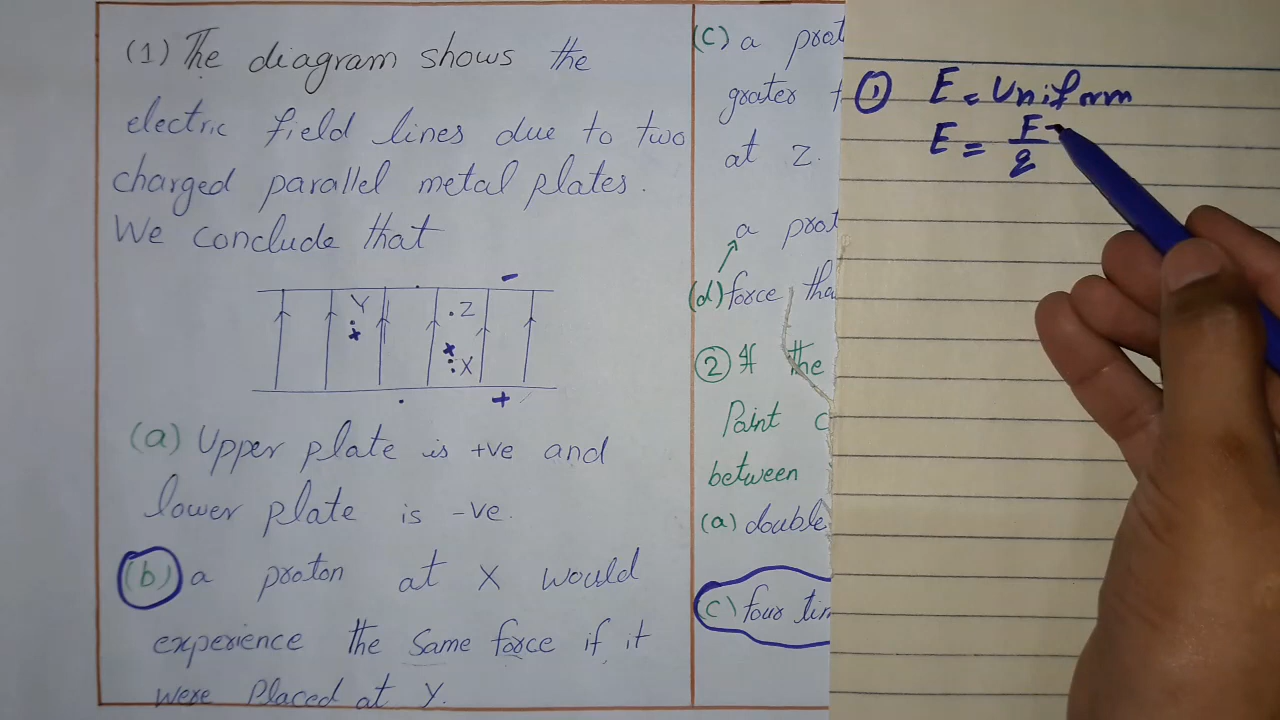 (1) The diagram shows the
electric field lines due to two
charged parallel metal plates.
We conclude that
-
Y
. Z
X
+
(a) Upper plate is +ve and
lower plate is -ve.
(b) a proton at X would
experience the same force if it
were placed at Y.
(c) a prot
grater
at z.
a prot
(d) force tha
② If the
Point c
between
(a) double
(c) four tim
① E = Uniform
E = F
q